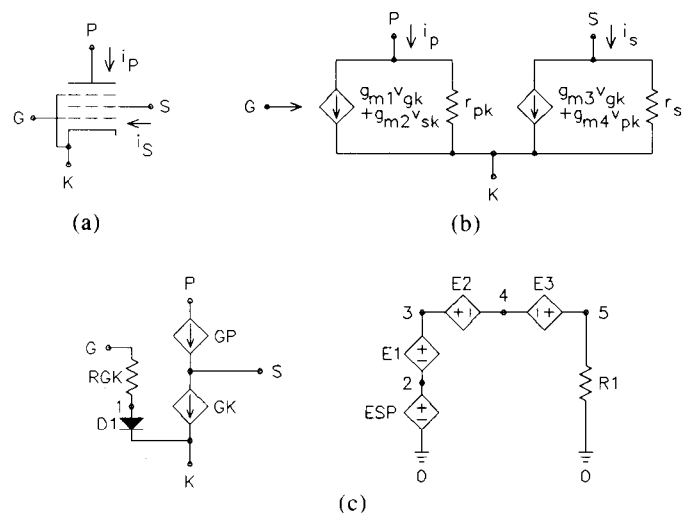 P
i_P
G
S
i_S
K
(a)
P
i_p
S
i_s
G
g_m1 v_gk
+g_m2 v_sk
r_pk
g_m3 v_gk
+g_m4 v_pk
r_s
K
(b)
P
GP
G
S
RGK
1
GK
D1
K
E2
E3
3
4
5
E1
2
R1
ESP
0
0
(c)